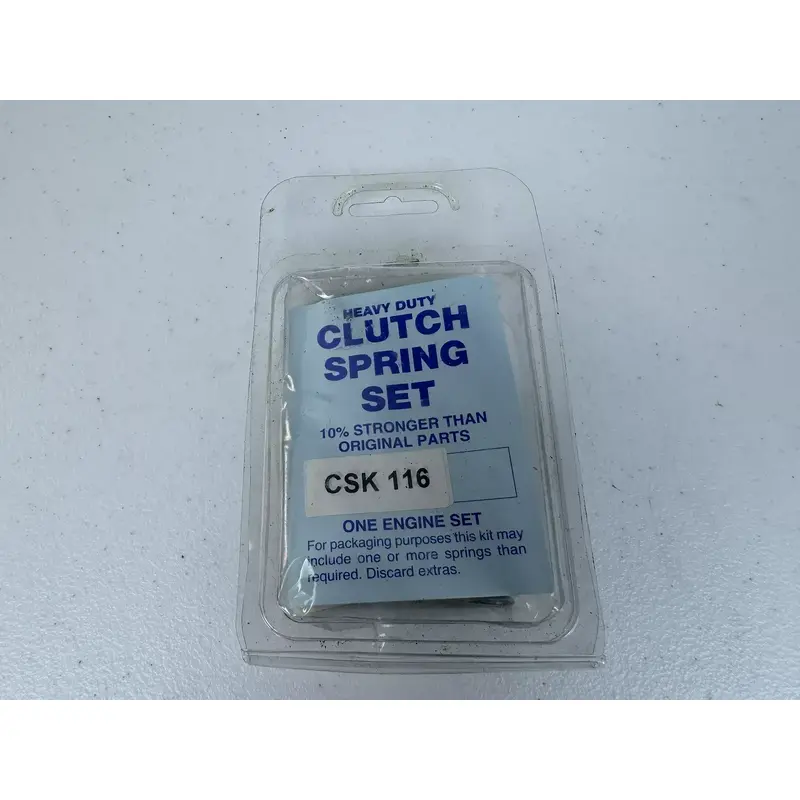 HEAVY DUTY
CLUTCH
SPRING
SET
10% STRONGER THAN
ORIGINAL PARTS
CSK 116
ONE ENGINE SET
For packaging purposes this kit may
include one or more springs than
required. Discard extras.